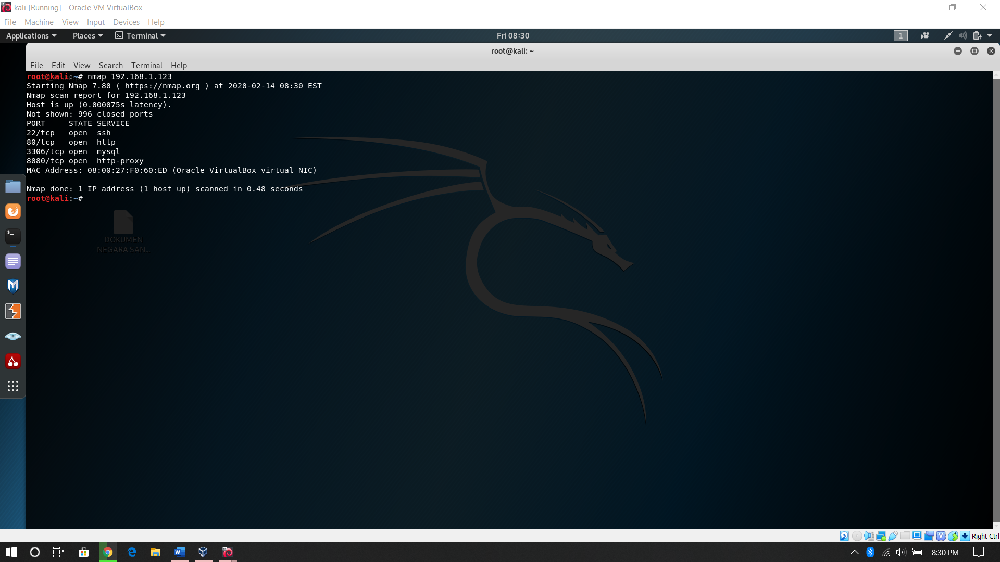 kali [Running] - Oracle VM VirtualBox
File Machine View Input Devices Help
Applications Places Terminal Fri 08:30 1
root@kali: ~
File Edit View Search Terminal Help
root@kali:~# nmap 192.168.1.123
Starting Nmap 7.80 ( https://nmap.org ) at 2020-02-14 08:30 EST
Nmap scan report for 192.168.1.123
Host is up (0.000075s latency).
Not shown: 996 closed ports
PORT     STATE SERVICE
22/tcp   open  ssh
80/tcp   open  http
3306/tcp open  mysql
8080/tcp open  http-proxy
MAC Address: 08:00:27:F0:60:ED (Oracle VirtualBox virtual NIC)
Nmap done: 1 IP address (1 host up) scanned in 0.48 seconds
root@kali:~#
DOKUMEN
NEGARA SAN...
Right Ctrl
8:30 PM